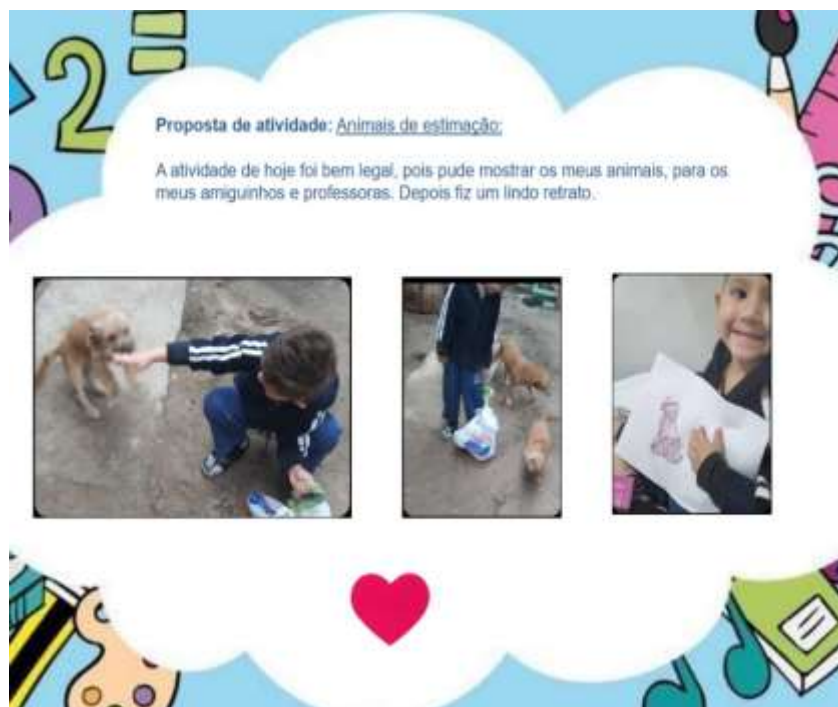 Proposta de atividade: Animais de estimação:
A atividade de hoje foi bem legal, pois pude mostrar os meus animais, para os
meus amiguinhos e professoras. Depois fiz um lindo retrato.
2